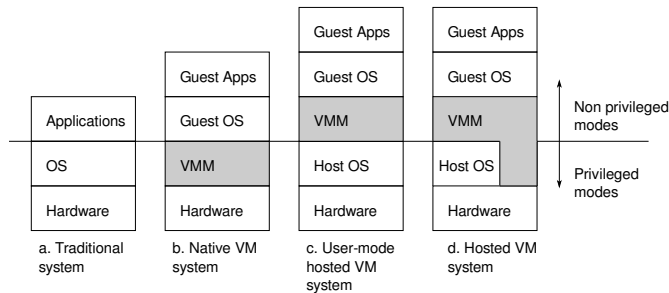 Guest Apps
Guest OS
VMM
Host OS
Hardware
Guest Apps
Guest OS
VMM
Host OS
Hardware
Guest Apps
Guest OS
VMM
Hardware
Applications
OS
Hardware
Non privileged
modes
Privileged
modes
a. Traditional
system
b. Native VM
system
c. User-mode
hosted VM
system
d. Hosted VM
system